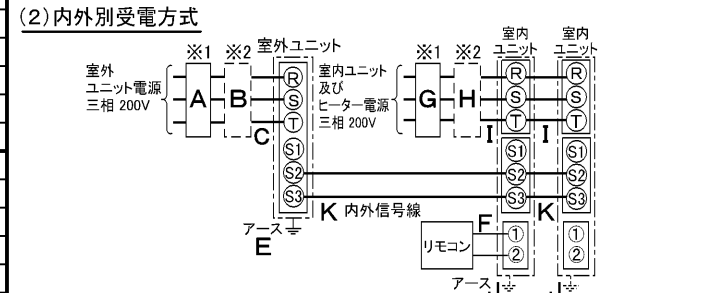 (2)内外別受電方式
※1 ※2 室外ユニット
室外
ユニット電源
三相 200V
A B
C
R
S
T
S1
S2
S3
アース
E
※1 ※2
室内ユニット
及び
ヒーター電源
三相 200V
G H
室内
ユニット
室内
ユニット
R
S
T
S1
S2
S3
①
②
R
S
T
S1
S2
S3
①
②
I I
K 内外信号線
K
F
リモコン
アース
J J